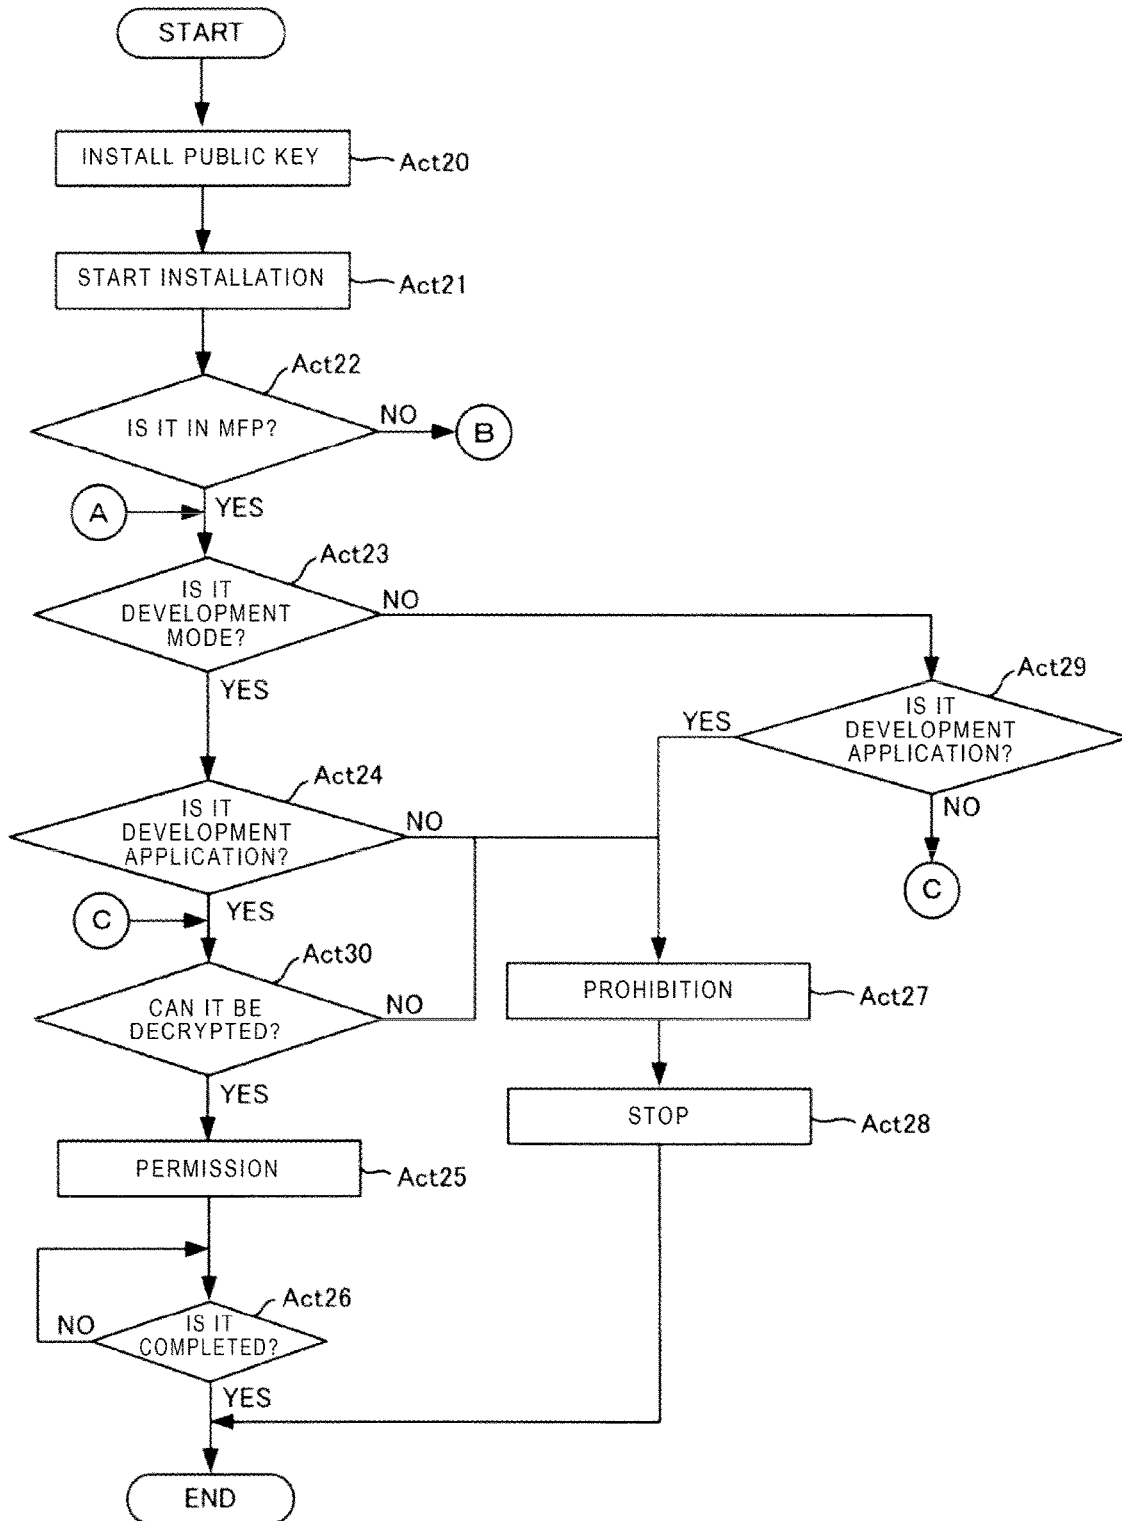 START
INSTALL PUBLIC KEY
Act20
START INSTALLATION
Act21
Act22
IS IT IN MFP?
NO
B
A
YES
Act23
IS IT
DEVELOPMENT
MODE?
NO
YES
Act29
IS IT
DEVELOPMENT
APPLICATION?
YES
NO
C
Act24
IS IT
DEVELOPMENT
APPLICATION?
NO
YES
C
Act30
CAN IT BE
DECRYPTED?
NO
YES
PROHIBITION
Act27
STOP
Act28
PERMISSION
Act25
Act26
IS IT
COMPLETED?
NO
YES
END